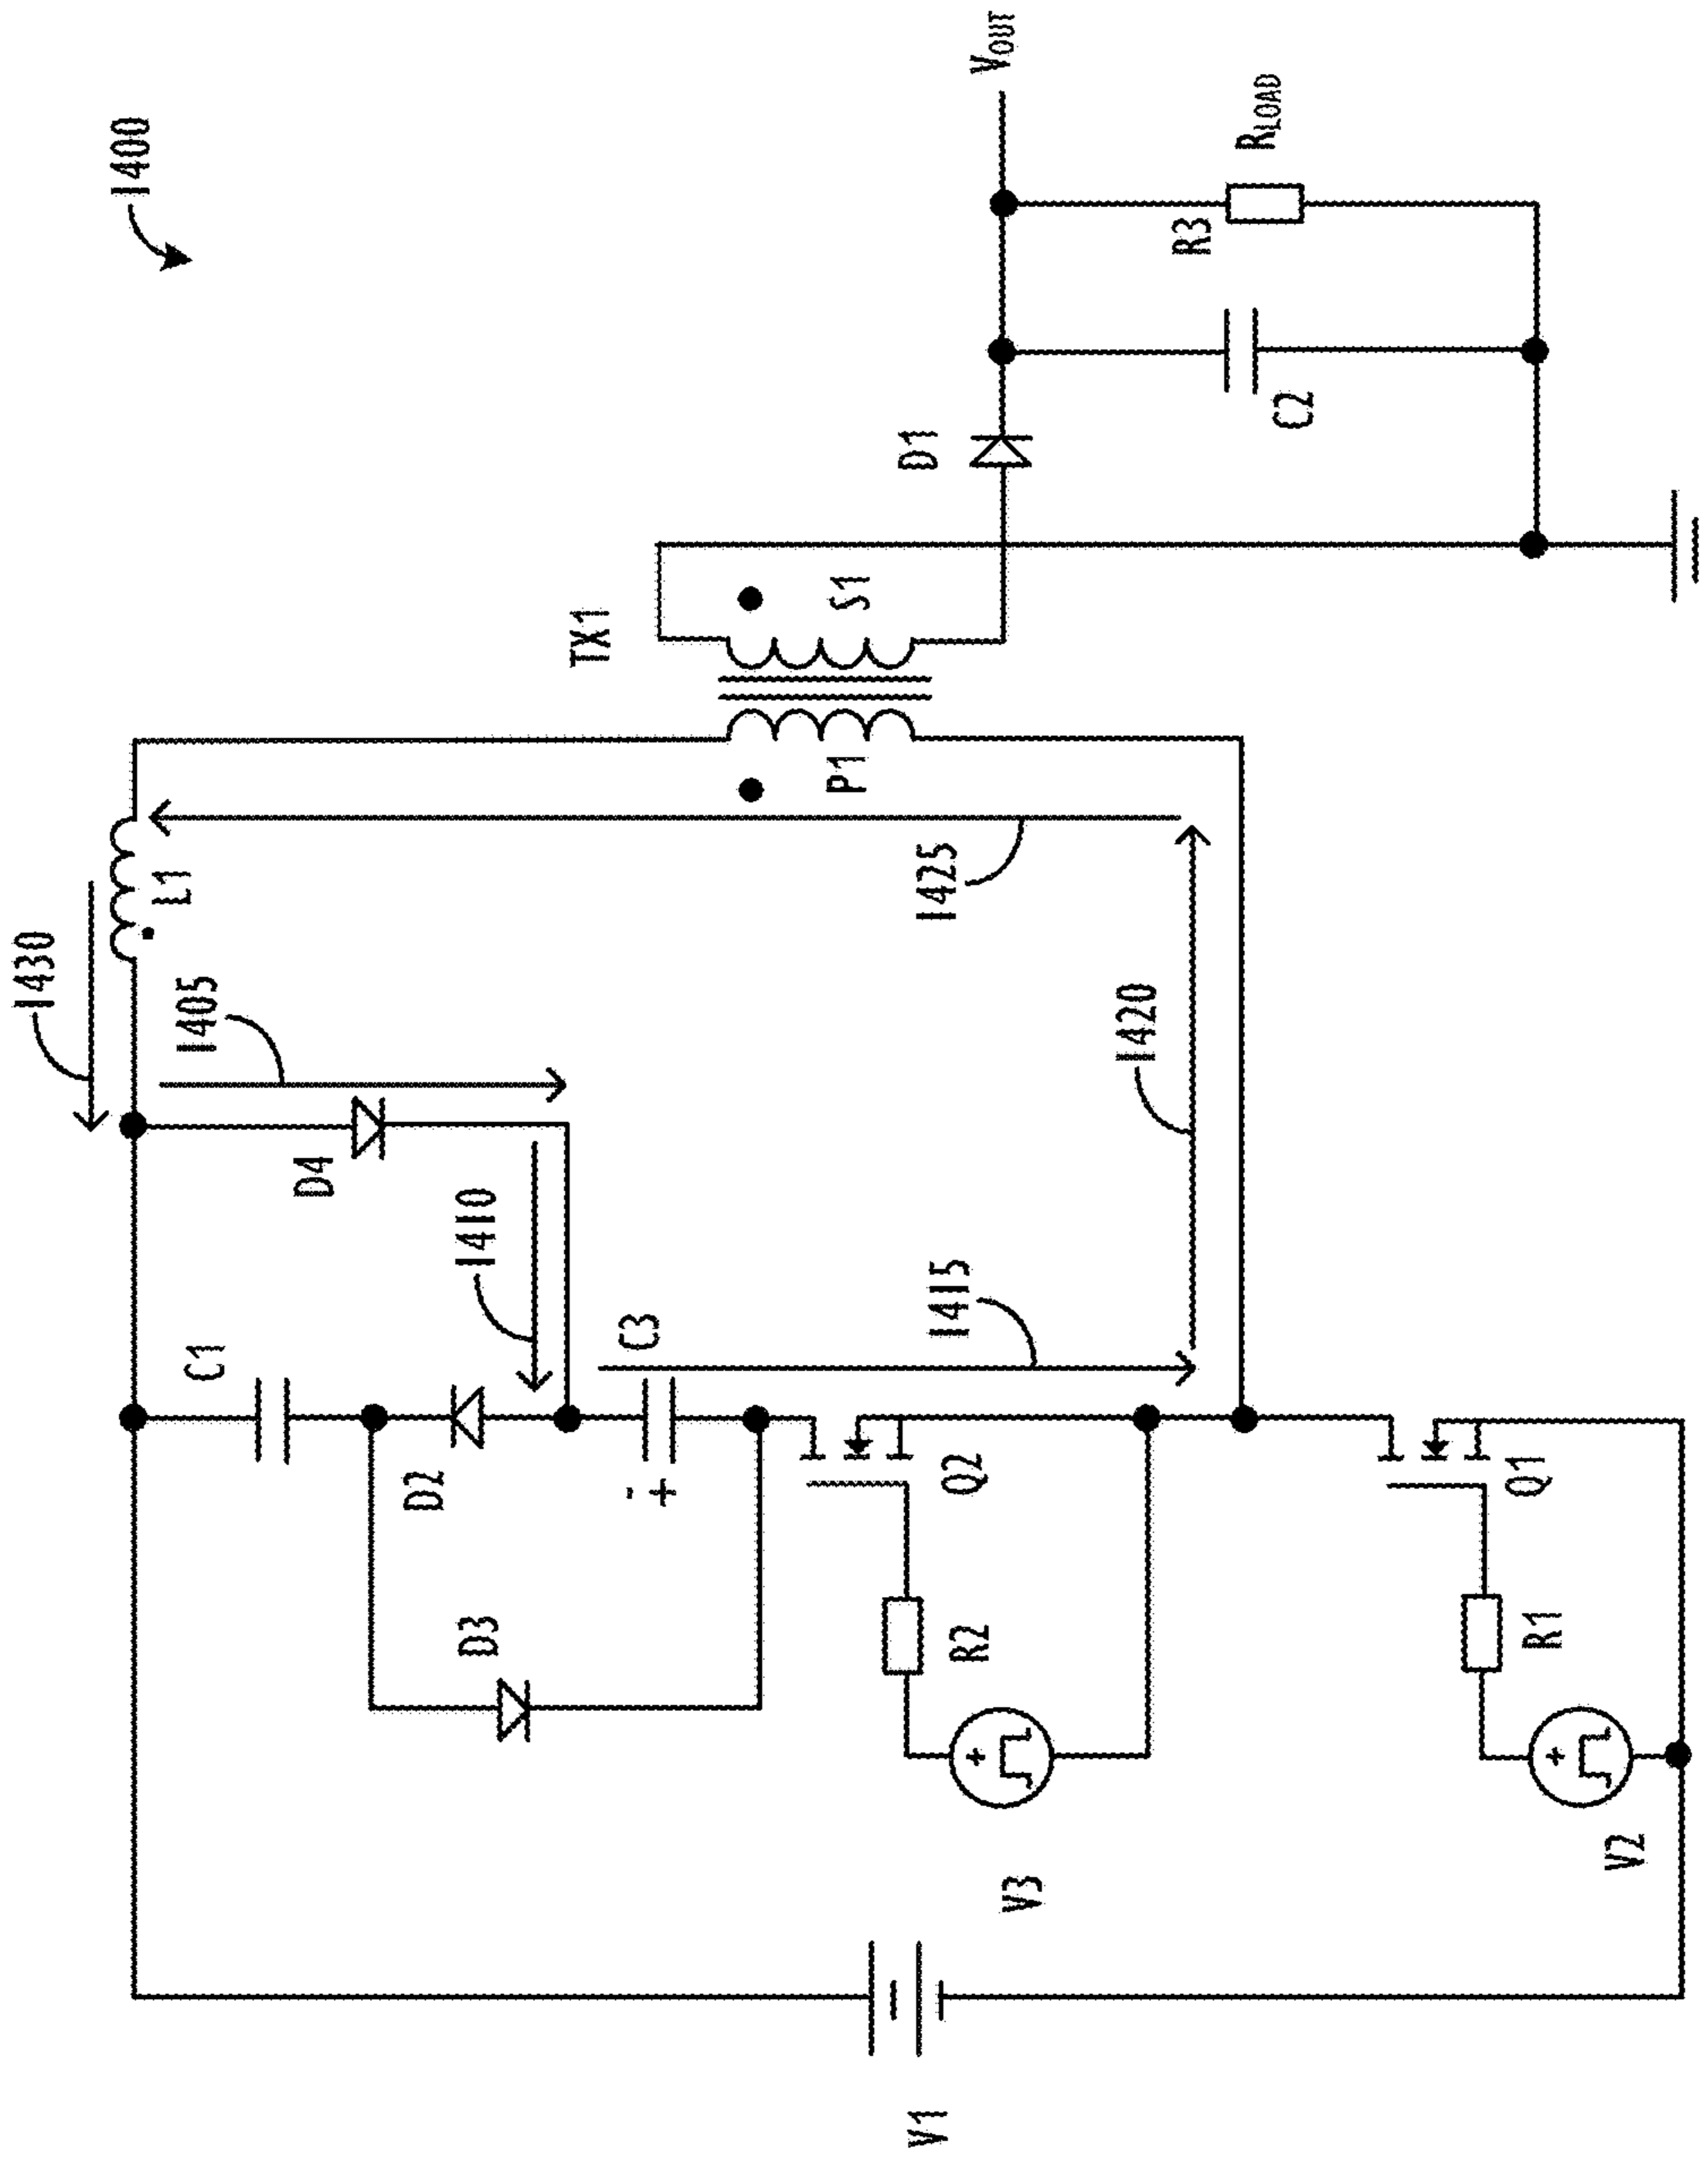 1400
1430
L1
1405
D4
1410
C1
D2
C3
- +
D3
1415
1420
1425
TX1
P1
S1
D1
VOUT
C2
R3
RLOAD
Q2
R2
+
V3
Q1
R1
+
V2
V1